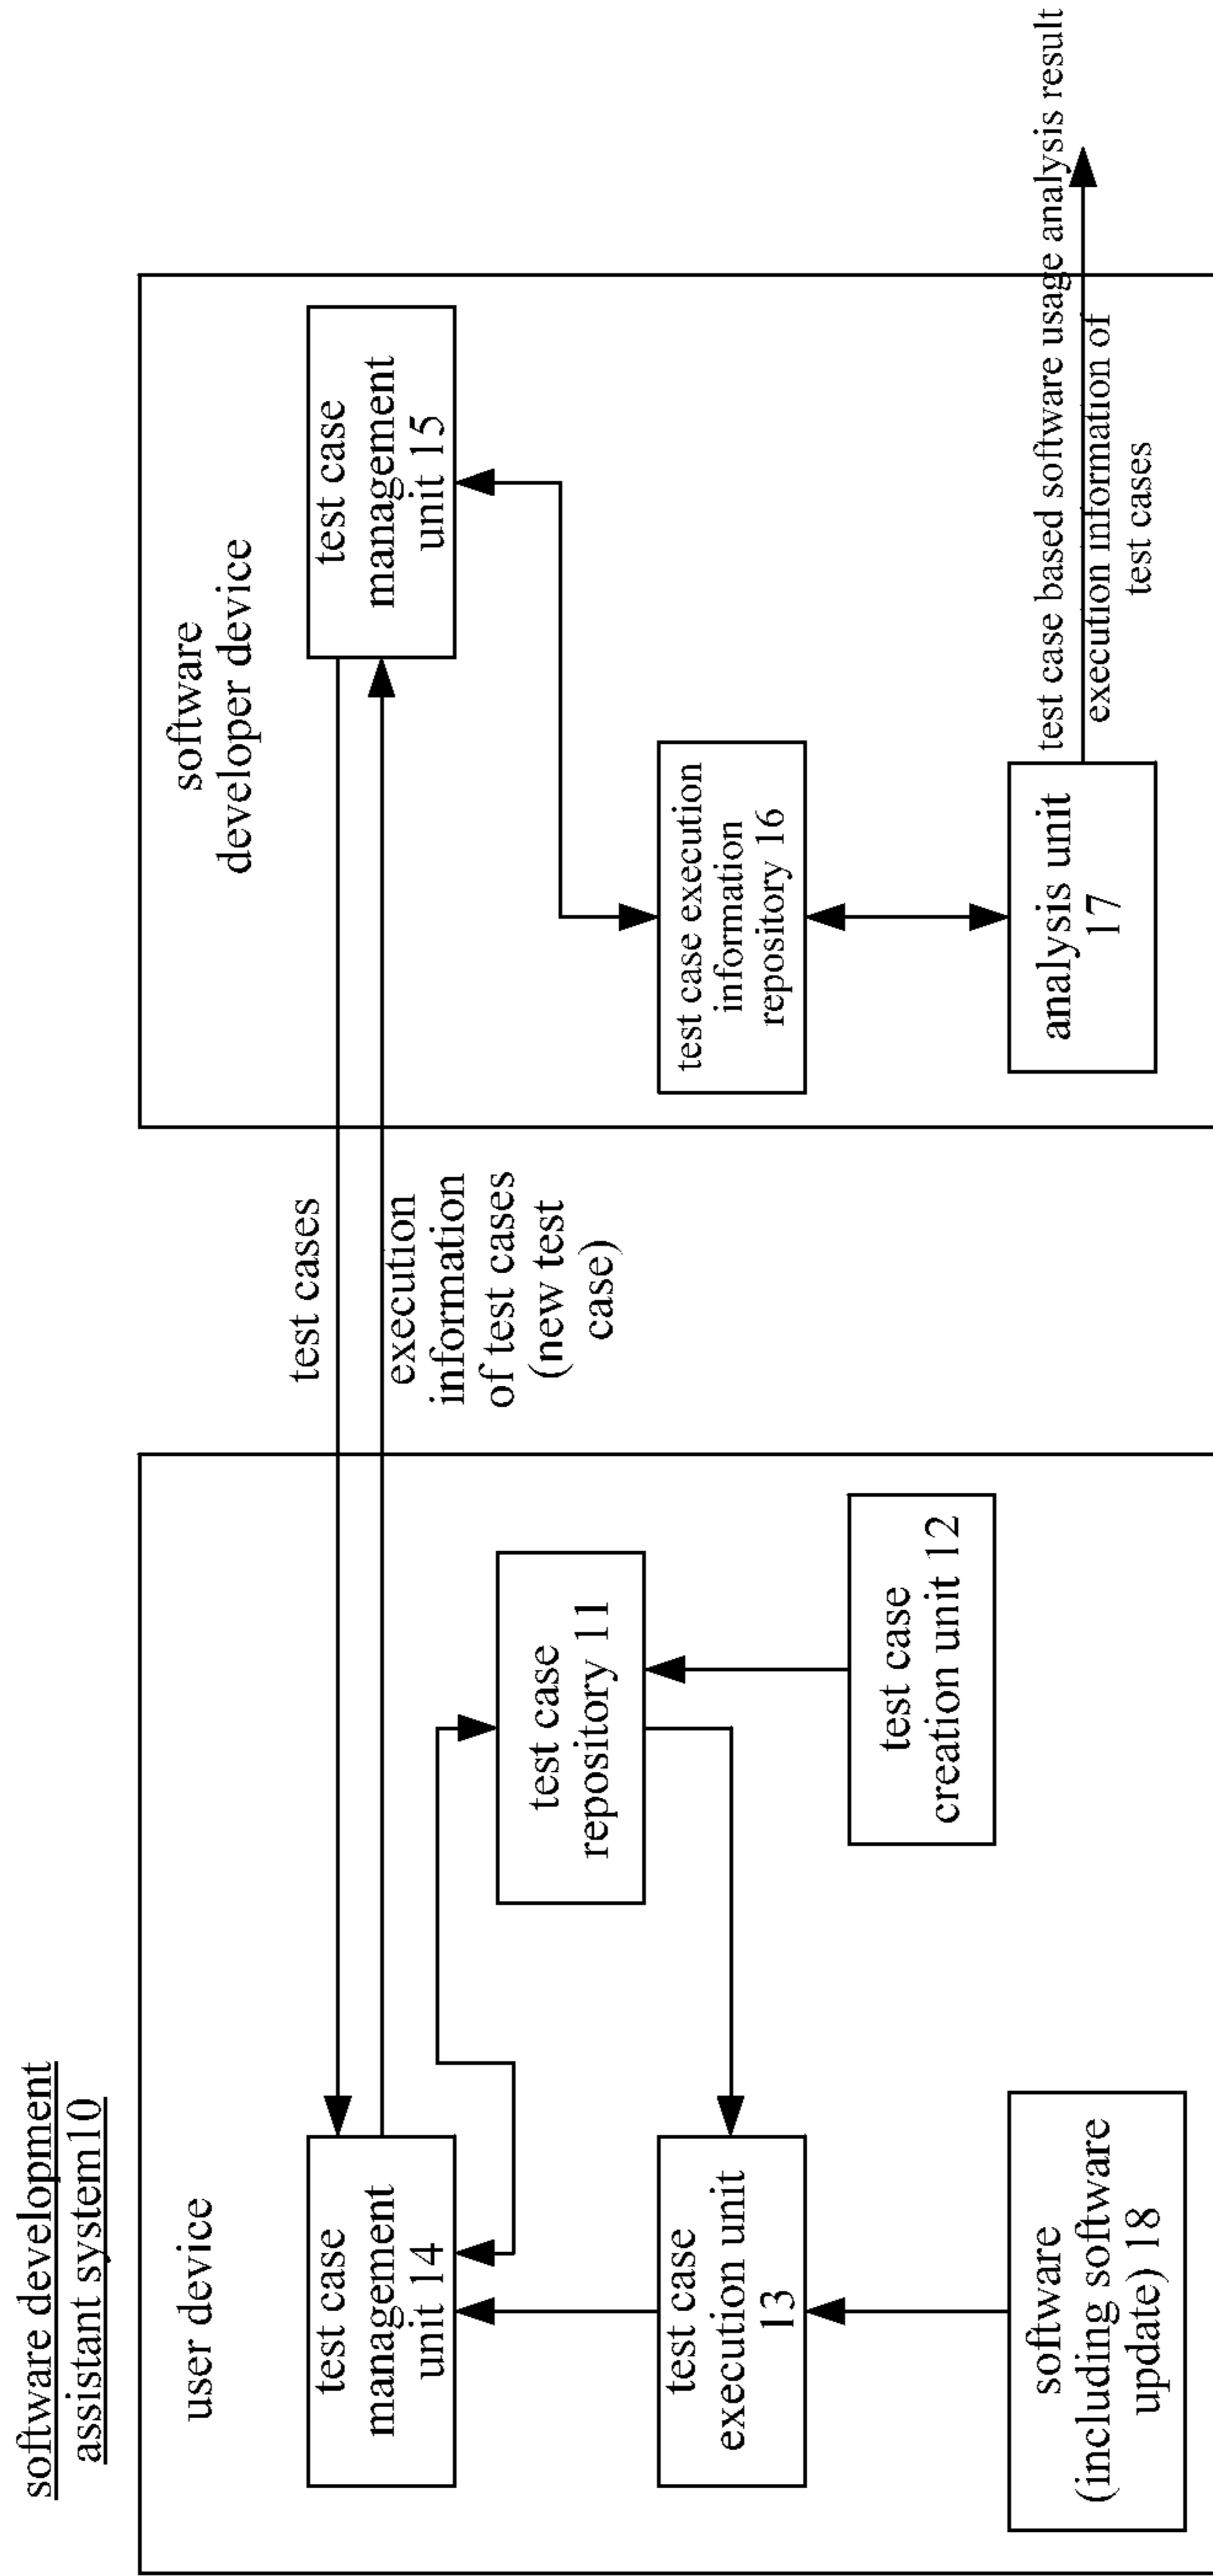 software development
assistant system10
user device
test case
management
unit 14
test case
execution unit
13
software
(including software
update) 18
test case
repository 11
test case
creation unit 12
test cases
execution
information
of test cases
(new test
case)
software
developer device
test case
management
unit 15
test case execution
information
repository 16
analysis unit
17
test case based software usage analysis result
execution information of
test cases